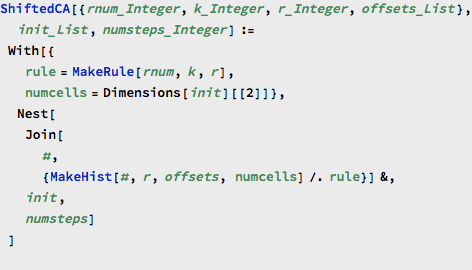 ShiftedCA[{rnum_Integer, k_Integer, r_Integer, offsets_List},
init_List, numsteps_Integer] :=
With[{
rule = MakeRule[rnum, k, r],
numcells = Dimensions[init][[2]]},
Nest[
Join[
#,
{MakeHist[#, r, offsets, numcells] /. rule}] &,
init,
numsteps]
]